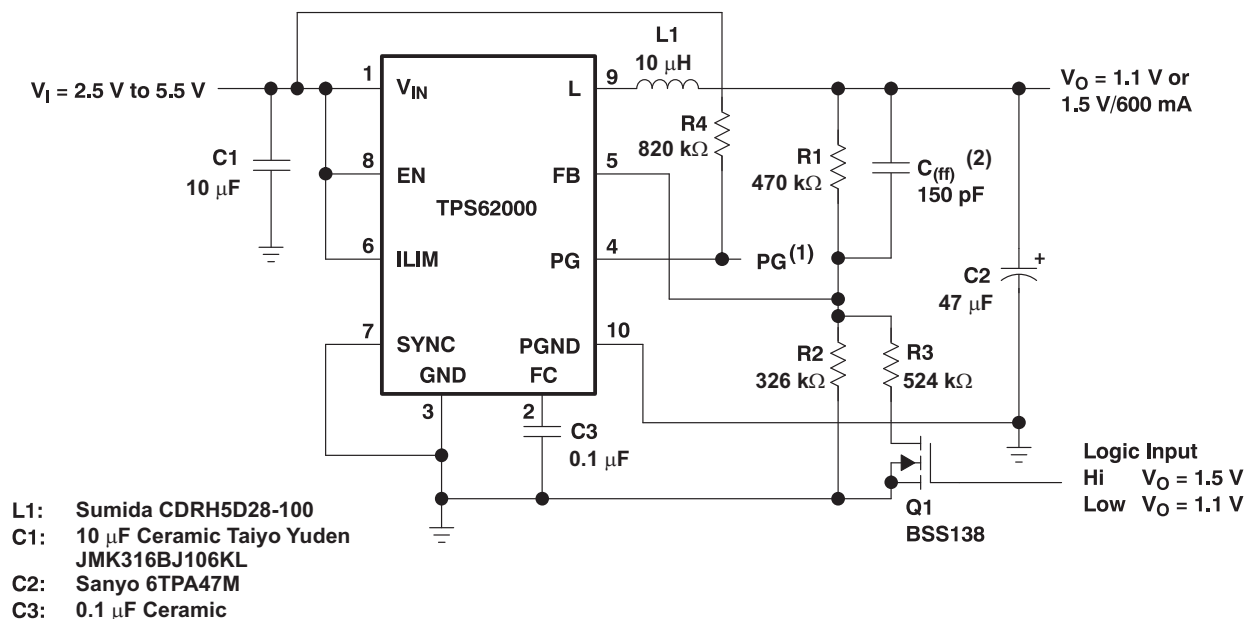 V_I = 2.5 V to 5.5 V
C1
10 μF
1
8
6
7
3
2
V_IN
EN
ILIM
SYNC
GND
FC
TPS62000
L
FB
PG
PGND
9
5
4
10
L1
10 μH
R4
820 kΩ
PG(1)
R1
470 kΩ
C(ff) (2)
150 pF
V_O = 1.1 V or
1.5 V/600 mA
+
C2
47 μF
R2
326 kΩ
R3
524 kΩ
C3
0.1 μF
Q1
BSS138
Logic Input
Hi V_O = 1.5 V
Low V_O = 1.1 V
L1: Sumida CDRH5D28-100
C1: 10 μF Ceramic Taiyo Yuden
JMK316BJ106KL
C2: Sanyo 6TPA47M
C3: 0.1 μF Ceramic